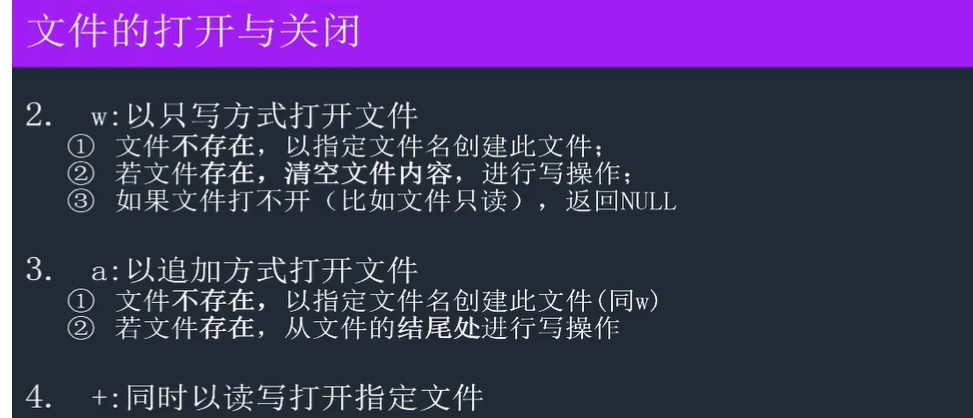 文件的打开与关闭
2. w:以只写方式打开文件
① 文件不存在，以指定文件名创建此文件；
② 若文件存在，清空文件内容，进行写操作；
③ 如果文件打不开（比如文件只读），返回NULL
3. a:以追加方式打开文件
① 文件不存在，以指定文件名创建此文件(同w)
② 若文件存在，从文件的结尾处进行写操作
4. +:同时以读写打开指定文件